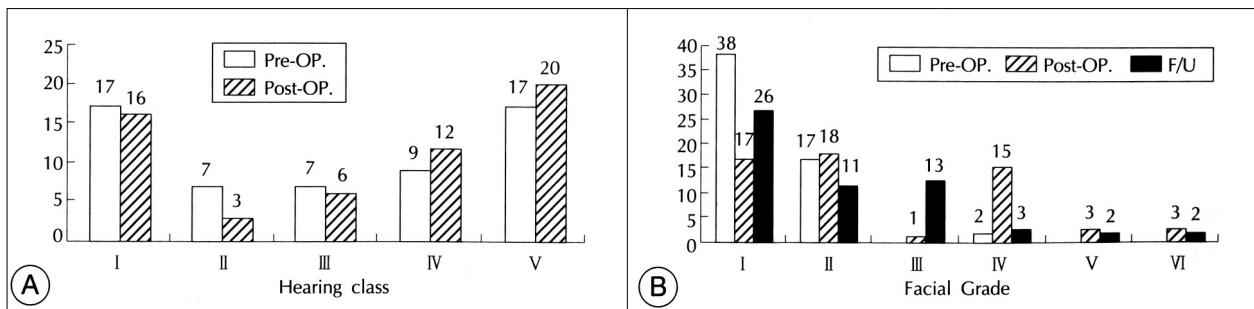 25
20
15
10
5
0
Pre-OP.
Post-OP.
17 16 7 3 7 6 9 12 17 20
I II III IV V
Hearing class
A
40
35
30
25
20
15
10
5
0
Pre-OP. Post-OP. F/U
38 17 26 17 18 11 1 13 2 15 3 3 2 3 2
I II III IV V VI
Facial Grade
B